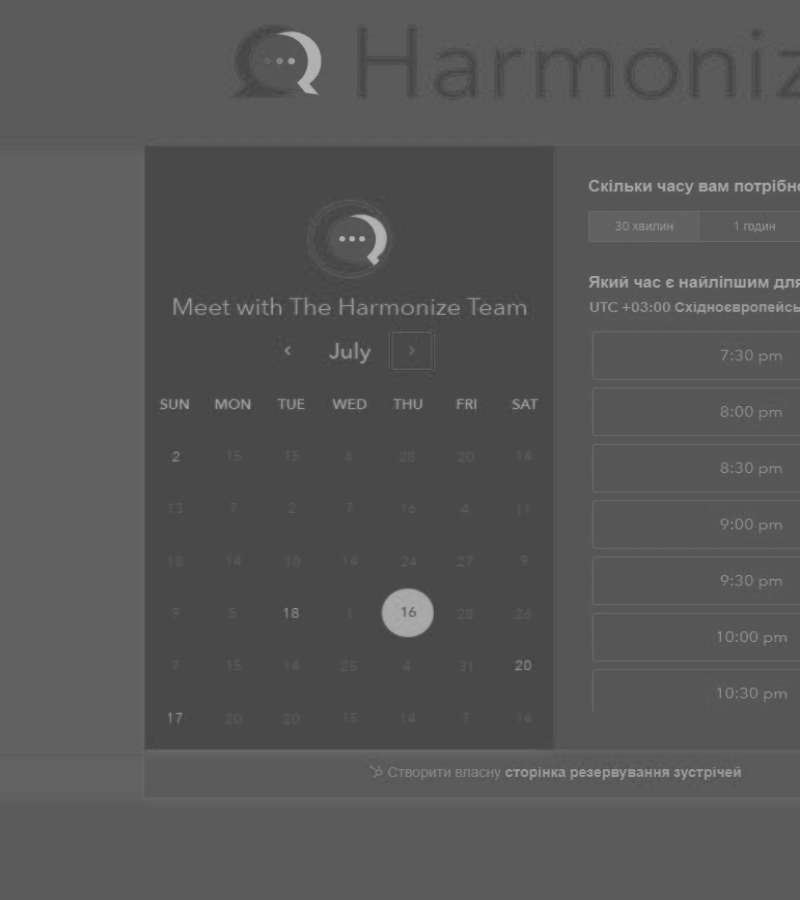 Harmoniz
Meet with The Harmonize Team
July
SUN MON TUE WED THU FRI SAT
2 15 15 6 28 20 14
13 7 2 7 16 4 11
18 14 10 14 24 27 9
9 5 18 1 16 28 26
7 15 14 25 4 31 20
17 20 20 15 14 7 14
Скільки часу вам потрібно
30 хвилин 1 годин
Який час є найліпшим для
UTC +03:00 Східноєвропейсь
7:30 pm
8:00 pm
8:30 pm
9:00 pm
9:30 pm
10:00 pm
10:30 pm
Створити власну сторінка резервування зустрічей